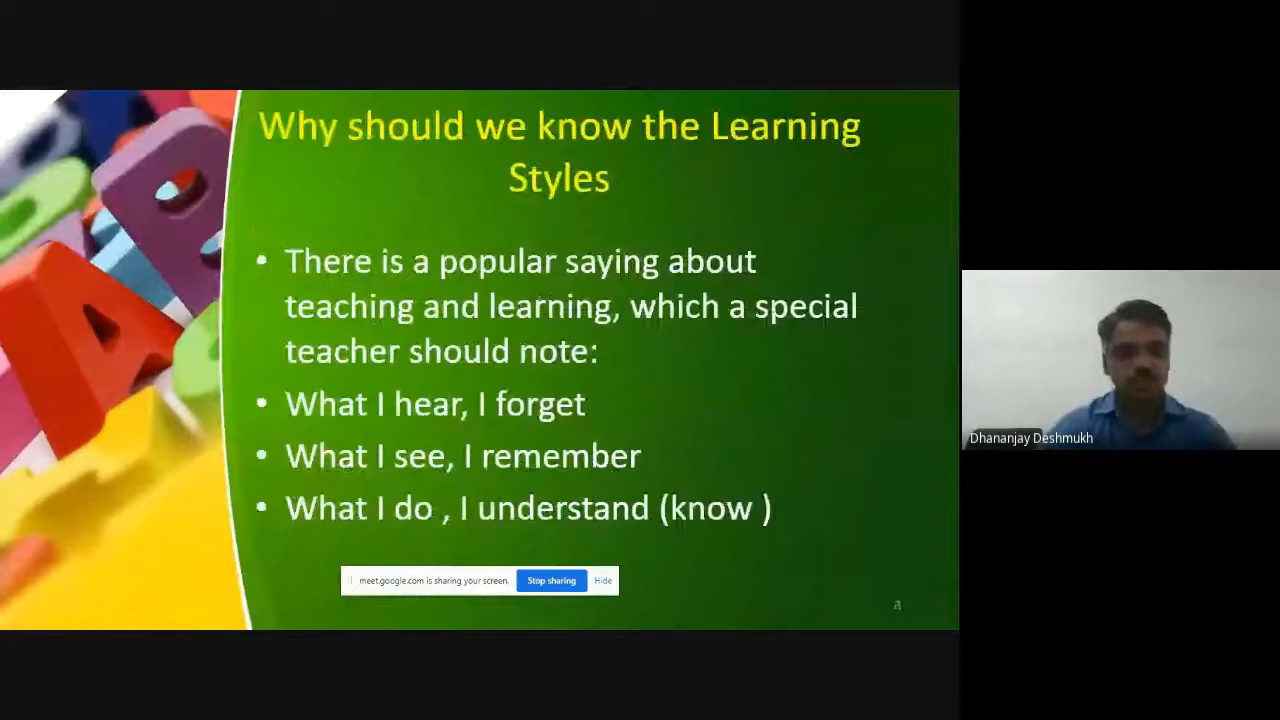 Why should we know the Learning
Styles
• There is a popular saying about
teaching and learning, which a special
teacher should note:
• What I hear, I forget
• What I see, I remember
• What I do , I understand (know )
meet.google.com is sharing your screen.
Stop sharing
Hide
Dhananjay Deshmukh